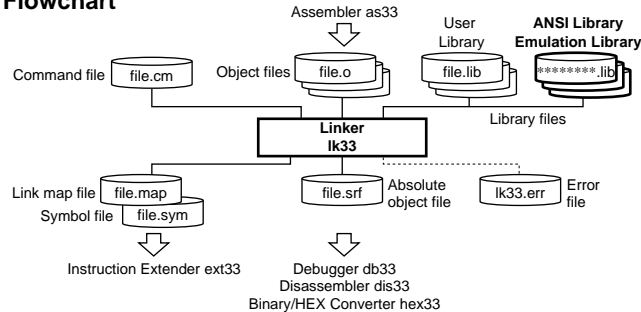 Flowchart
Assembler as33
User
Library
ANSI Library
Emulation Library
Command file
file.cm
Object files
file.o
file.lib
********.lib
Library files
Linker
lk33
Link map file
file.map
Symbol file
file.sym
file.srf
Absolute
object file
lk33.err
Error
file
Instruction Extender ext33
Debugger db33
Disassembler dis33
Binary/HEX Converter hex33